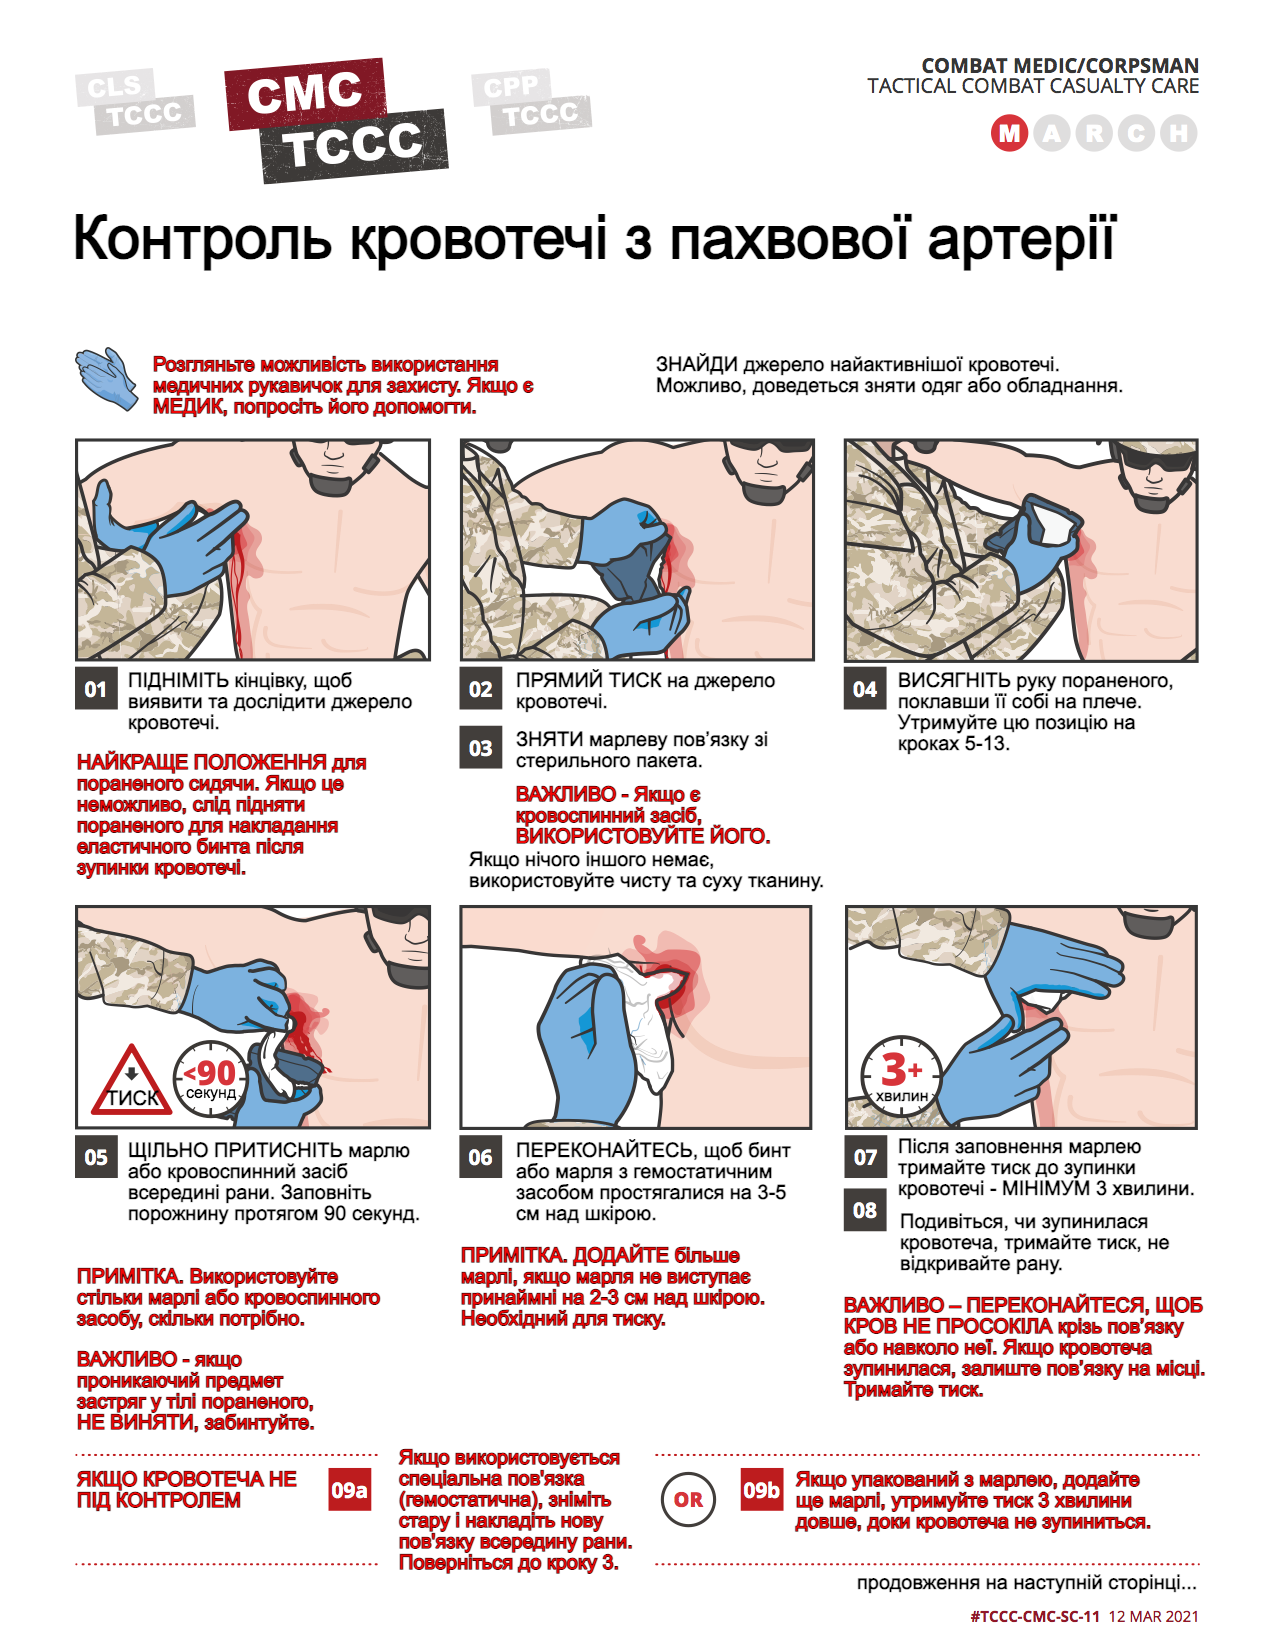 CLS
TCCC
CMC
TCCC
CPP
TCCC
COMBAT MEDIC/CORPSMAN
TACTICAL COMBAT CASUALTY CARE
M A R C H
Контроль кровотечі з пахвової артерії
Розгляньте можливість використання
медичних рукавичок для захисту. Якщо є
МЕДИК, попросіть його допомогти.
ЗНАЙДИ джерело найактивнішої кровотечі.
Можливо, доведеться зняти одяг або обладнання.
01
ПІДНІМІТЬ кінцівку, щоб
виявити та дослідити джерело
кровотечі.
НАЙКРАЩЕ ПОЛОЖЕННЯ для
пораненого сидячи. Якщо це
неможливо, слід підняти
пораненого для накладання
еластичного бинта після
зупинки кровотечі.
02
ПРЯМИЙ ТИСК на джерело
кровотечі.
03
ЗНЯТИ марлеву пов’язку зі
стерильного пакета.
ВАЖЛИВО - Якщо є
кровоспинний засіб,
ВИКОРИСТОВУЙТЕ ЙОГО.
Якщо нічого іншого немає,
використовуйте чисту та суху тканину.
04
ВИСЯГНІТЬ руку пораненого,
поклавши її собі на плече.
Утримуйте цю позицію на
кроках 5-13.
ТИСК
<90
секунд
3+
хвилин
05
ЩІЛЬНО ПРИТИСНІТЬ марлю
або кровоспинний засіб
всередині рани. Заповніть
порожнину протягом 90 секунд.
ПРИМІТКА. Використовуйте
стільки марлі або кровоспинного
засобу, скільки потрібно.
ВАЖЛИВО - якщо
проникаючий предмет
застряг у тілі пораненого,
НЕ ВИНЯТИ, забинтуйте.
06
ПЕРЕКОНАЙТЕСЬ, щоб бинт
або марля з гемостатичним
засобом простягалися на 3-5
см над шкірою.
ПРИМІТКА. ДОДАЙТЕ більше
марлі, якщо марля не виступає
принаймні на 2-3 см над шкірою.
Необхідний для тиску.
07
Після заповнення марлею
тримайте тиск до зупинки
кровотечі - МІНІМУМ 3 хвилини.
08
Подивіться, чи зупинилася
кровотеча, тримайте тиск, не
відкривайте рану.
ВАЖЛИВО – ПЕРЕКОНАЙТЕСЯ, ЩОБ
КРОВ НЕ ПРОСОКІЛА крізь пов’язку
або навколо неї. Якщо кровотеча
зупинилася, залиште пов’язку на місці.
Тримайте тиск.
ЯКЩО КРОВОТЕЧА НЕ
ПІД КОНТРОЛЕМ
09a
Якщо використовується
спеціальна пов’язка
(гемостатична), зніміть
стару і накладіть нову
пов’язку всередину рани.
Поверніться до кроку 3.
OR
09b
Якщо упакований з марлею, додайте
ще марлі, утримуйте тиск 3 хвилини
довше, доки кровотеча не зупиниться.
продовження на наступній сторінці...
#TCCC-CMC-SC-11 12 MAR 2021